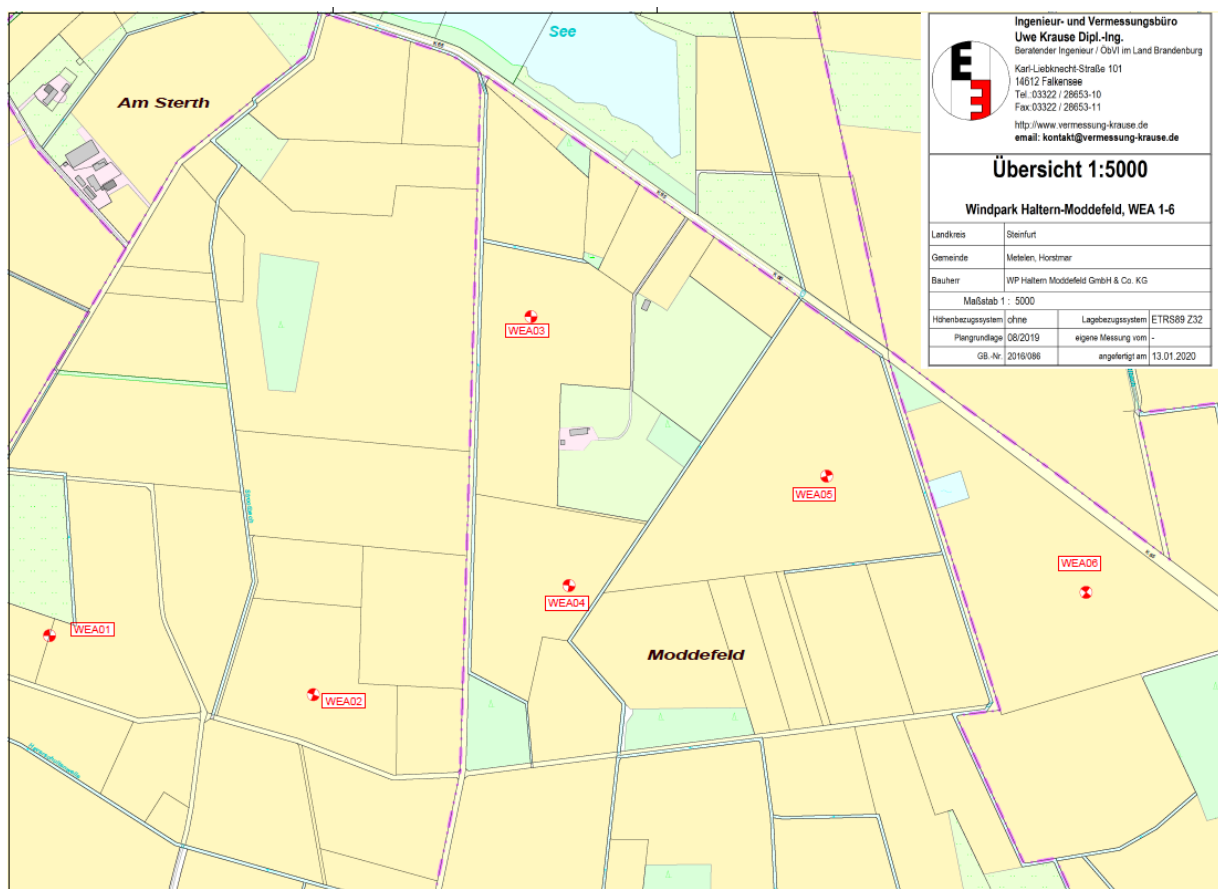 See
Am Sterth
WEA03
WEA05
WEA06
WEA04
WEA01
WEA02
Moddefeld
Ingenieur- und Vermessungsbüro
Uwe Krause Dipl.-Ing.
Beratender Ingenieur / ÖbVI im Land Brandenburg
Karl-Liebknecht-Straße 101
14612 Falkensee
Tel.:03322 / 28653-10
Fax:03322 / 28653-11
http://www.vermessung-krause.de
email: kontakt@vermessung-krause.de
Übersicht 1:5000
Windpark Haltern-Moddefeld, WEA 1-6
Landkreis Steinfurt
Gemeinde Metelen, Horstmar
Bauherr WP Haltern Moddefeld GmbH & Co. KG
Maßstab 1 : 5000
Höhenbezugssystem ohne Lagebezugssystem ETRS89 Z32
Plangrundlage 08/2019 eigene Messung vom -
GB.-Nr. 2016/086 angefertigt am 13.01.2020